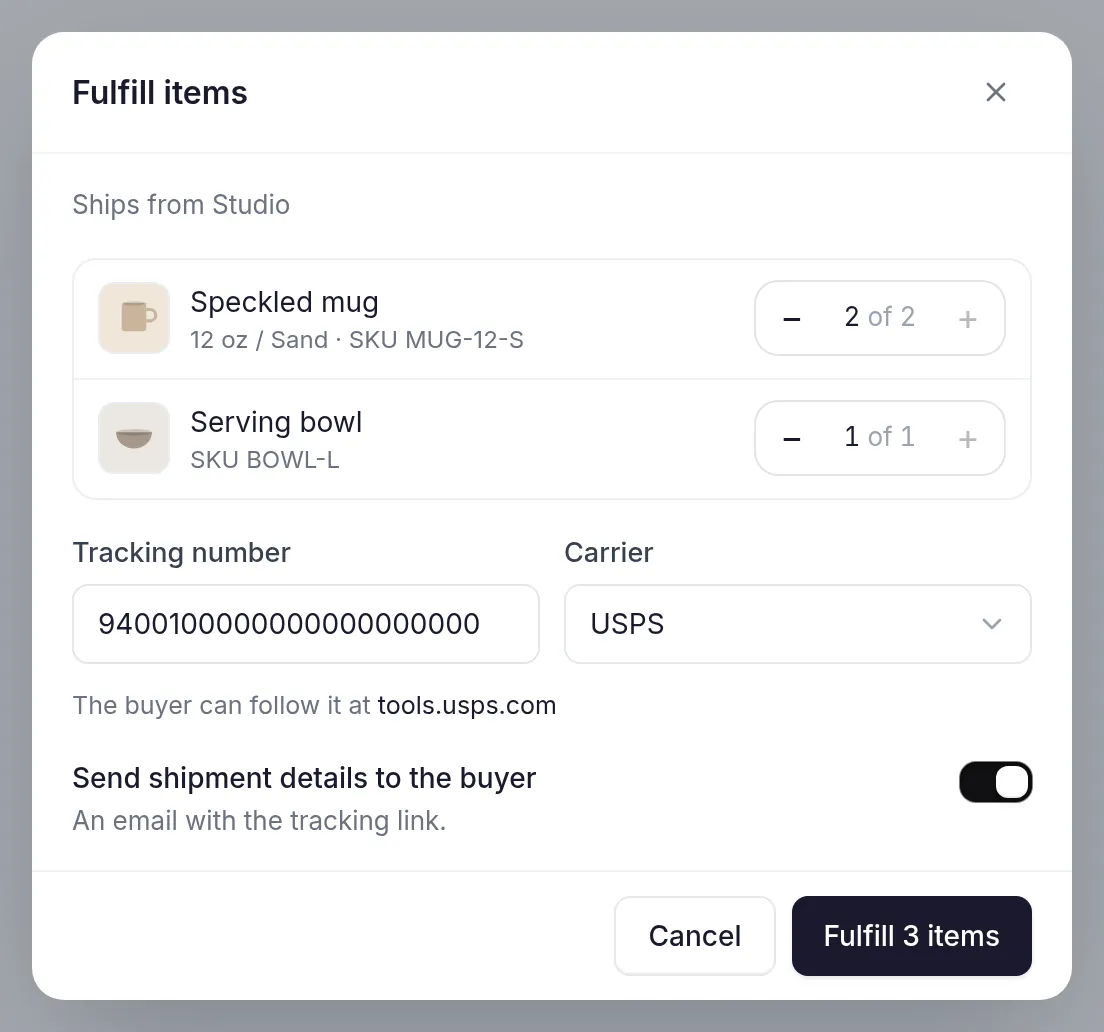 Fulfill items
Ships from Studio
Speckled mug
12 oz / Sand · SKU MUG-12-S
2 of 2
Serving bowl
SKU BOWL-L
1 of 1
Tracking number
Carrier
9400100000000000000000
USPS
The buyer can follow it at tools.usps.com
Send shipment details to the buyer
An email with the tracking link.
Cancel
Fulfill 3 items